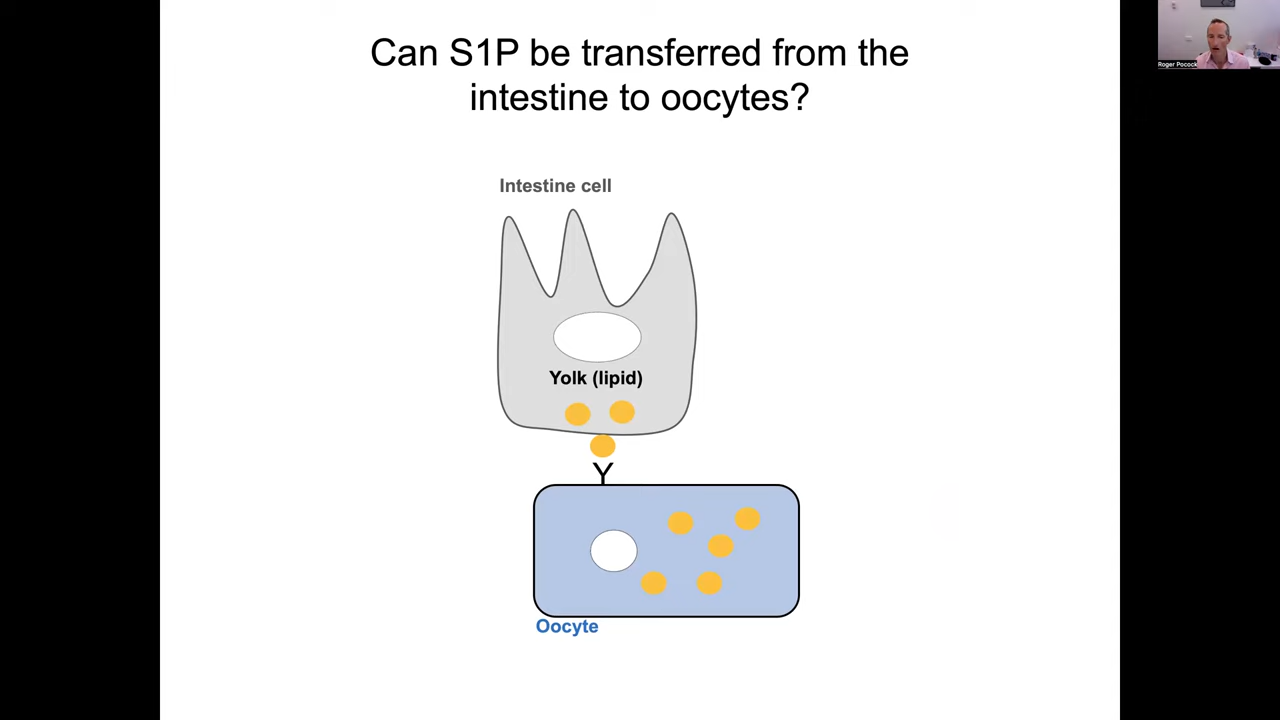 Can S1P be transferred from the
intestine to oocytes?
Roger Pocock
Intestine cell
Yolk (lipid)
Y
Oocyte